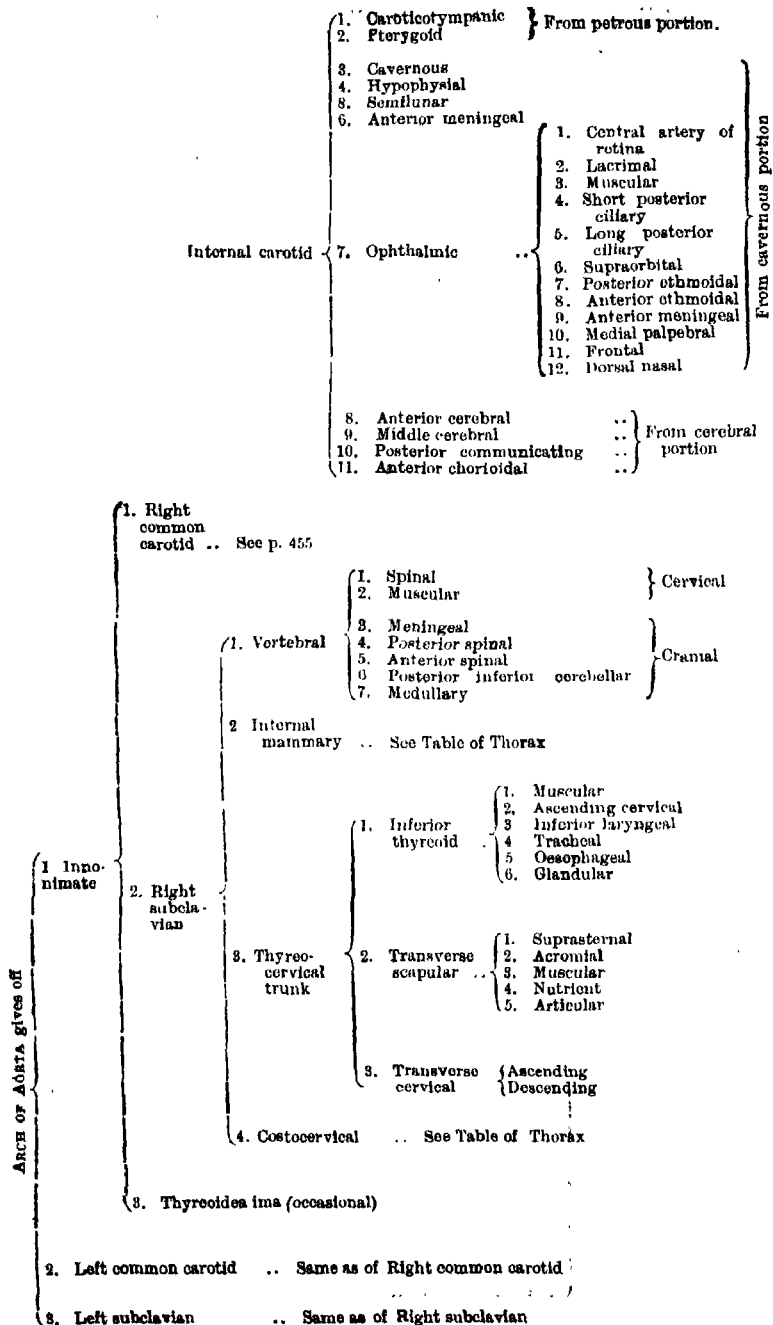 1. Caroticotympanic
2. Pterygoid
From petrous portion.
3. Cavernous
4. Hypophysial
8. Semilunar
6. Anterior meningeal
Internal carotid
7. Ophthalmic ..
1. Central artery of
retina
2. Lacrimal
3. Muscular
4. Short posterior
ciliary
5. Long posterior
ciliary
6. Supraorbital
7. Posterior ethmoidal
8. Anterior ethmoidal
9. Anterior meningeal
10. Medial palpebral
11. Frontal
12. Dorsal nasal
From cavernous portion
8. Anterior cerebral ..
9. Middle cerebral ..
10. Posterior communicating ..
11. Anterior chorioidal ..
From cerebral
portion
ARCH OF AORTA gives off
1 Inno-
nimate
1. Right
common
carotid .. See p. 455
2. Right
subcla-
vian
1. Vertebral
1. Spinal
2. Muscular
Cervical
3. Meningeal
4. Posterior spinal
5. Anterior spinal
6 Posterior inferior cerebellar
7. Medullary
Cranial
2 Internal
mammary .. See Table of Thorax
3. Thyreo-
cervical
trunk
1. Inferior
thyreoid ..
1. Muscular
2. Ascending cervical
3 Inferior laryngeal
4 Tracheal
5 Oesophageal
6. Glandular
2. Transverse
scapular ..
1. Suprasternal
2. Acromial
3. Muscular
4. Nutrient
5. Articular
3. Transverse
cervical
Ascending
Descending
4. Costocervical .. See Table of Thorax
3. Thyreoidea ima (occasional)
2. Left common carotid .. Same as of Right common carotid
3. Left subclavian .. Same as of Right subclavian